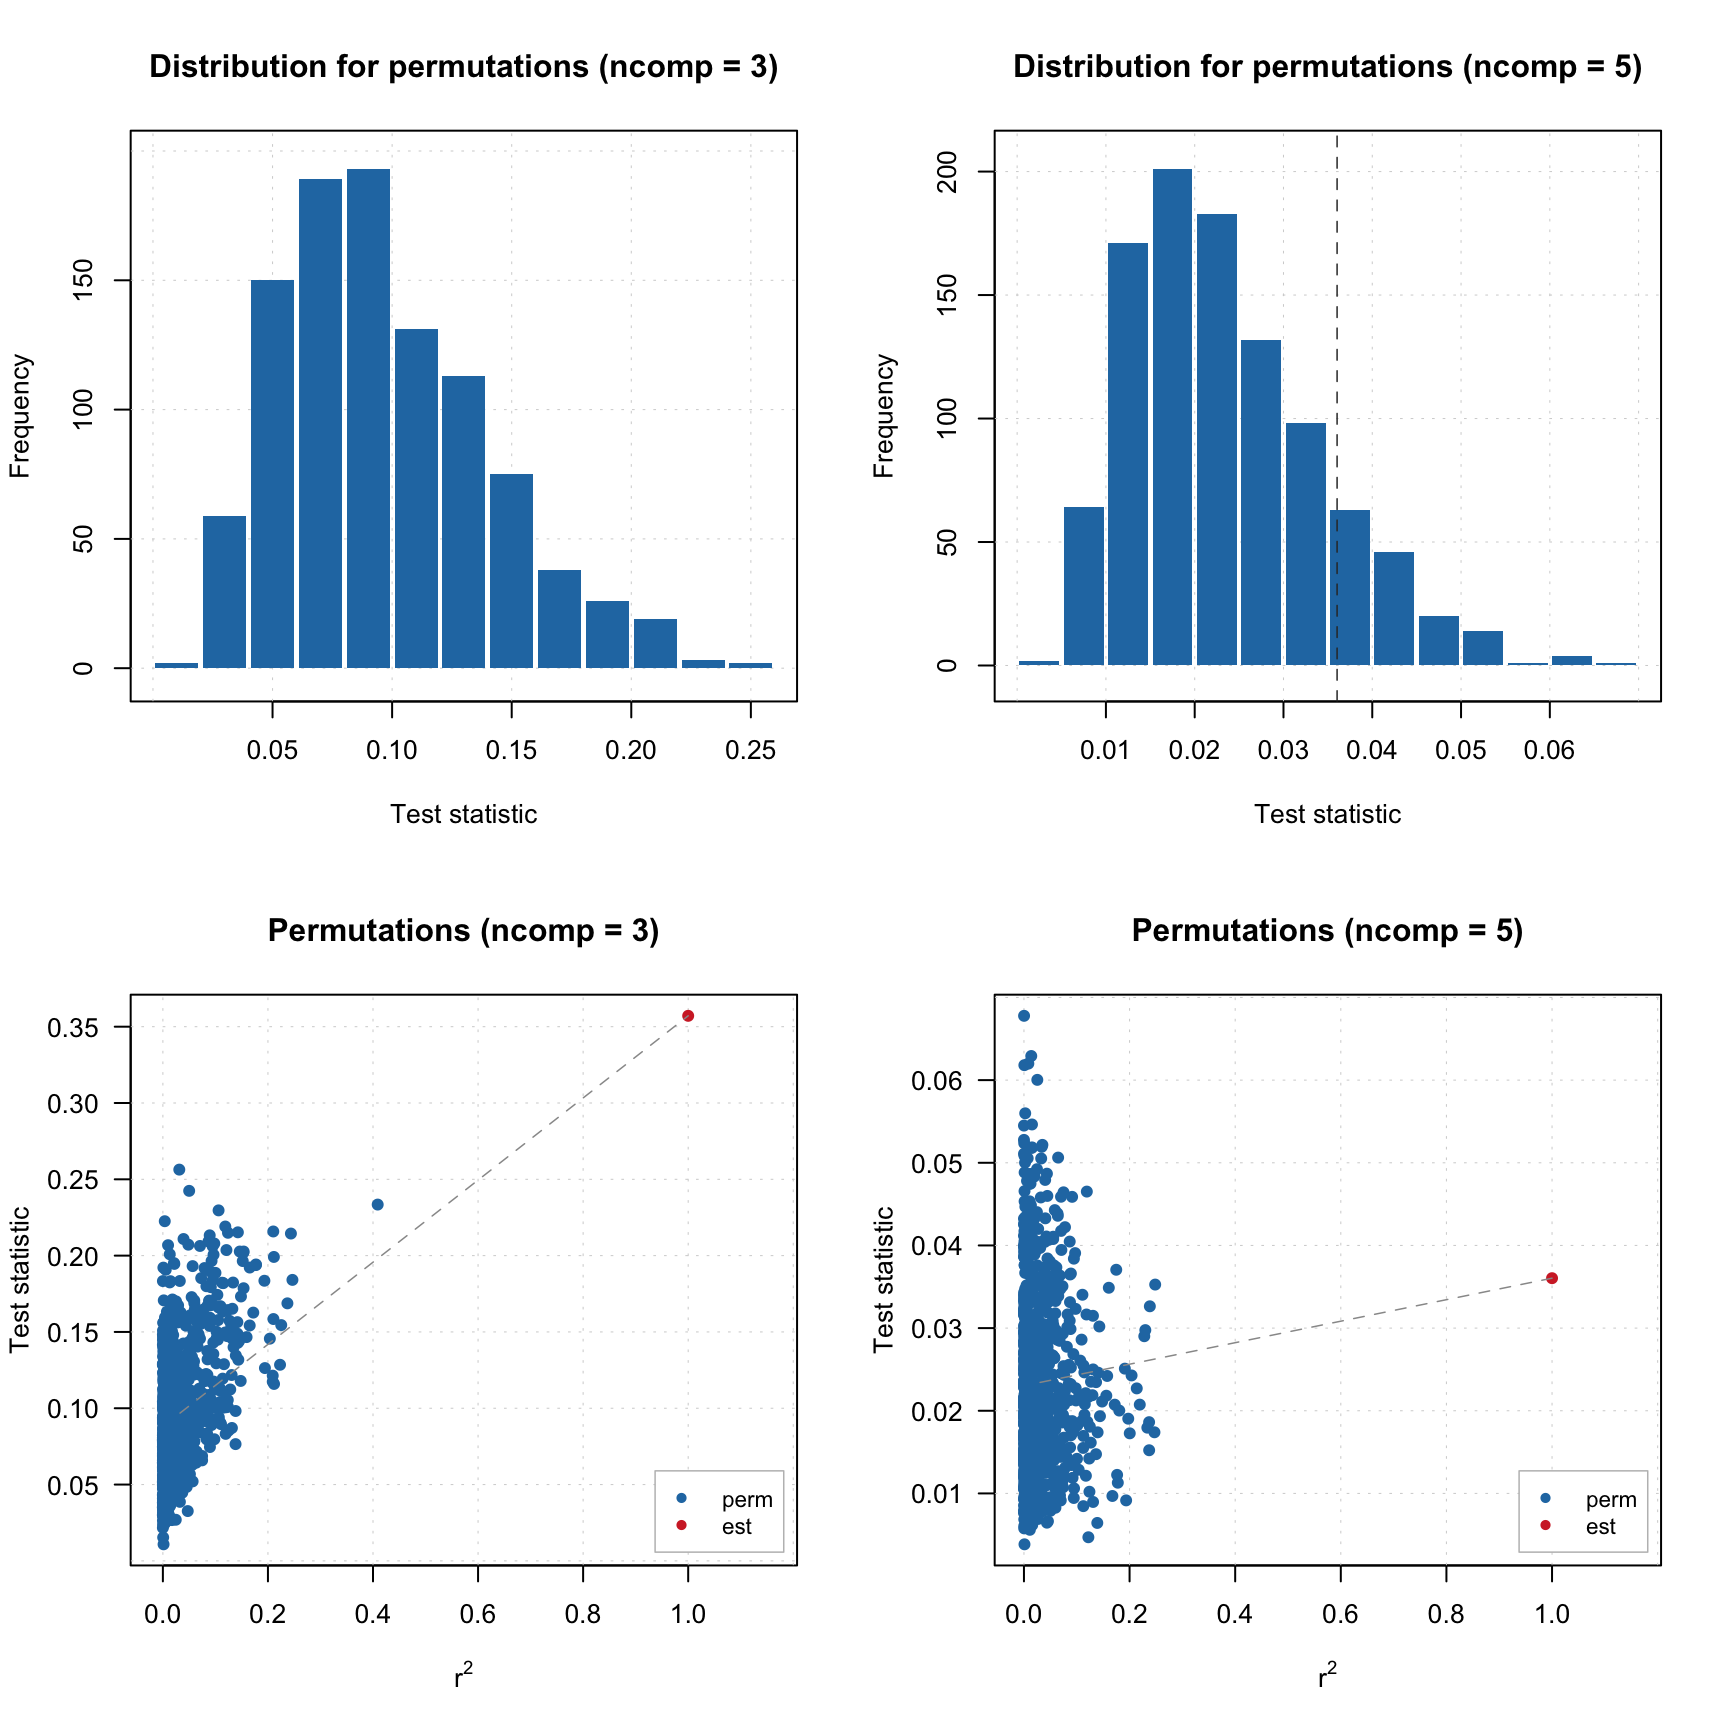 Distribution for permutations (ncomp = 3)
Frequency
0
50
100
150
0.05 0.10 0.15 0.20 0.25
Test statistic
Distribution for permutations (ncomp = 5)
Frequency
0
50
100
150
200
0.01 0.02 0.03 0.04 0.05 0.06
Test statistic
Permutations (ncomp = 3)
Test statistic
0.35
0.30
0.25
0.20
0.15
0.10
0.05
perm
est
0.0 0.2 0.4 0.6 0.8 1.0
r²
Permutations (ncomp = 5)
Test statistic
0.06
0.05
0.04
0.03
0.02
0.01
perm
est
0.0 0.2 0.4 0.6 0.8 1.0
r²